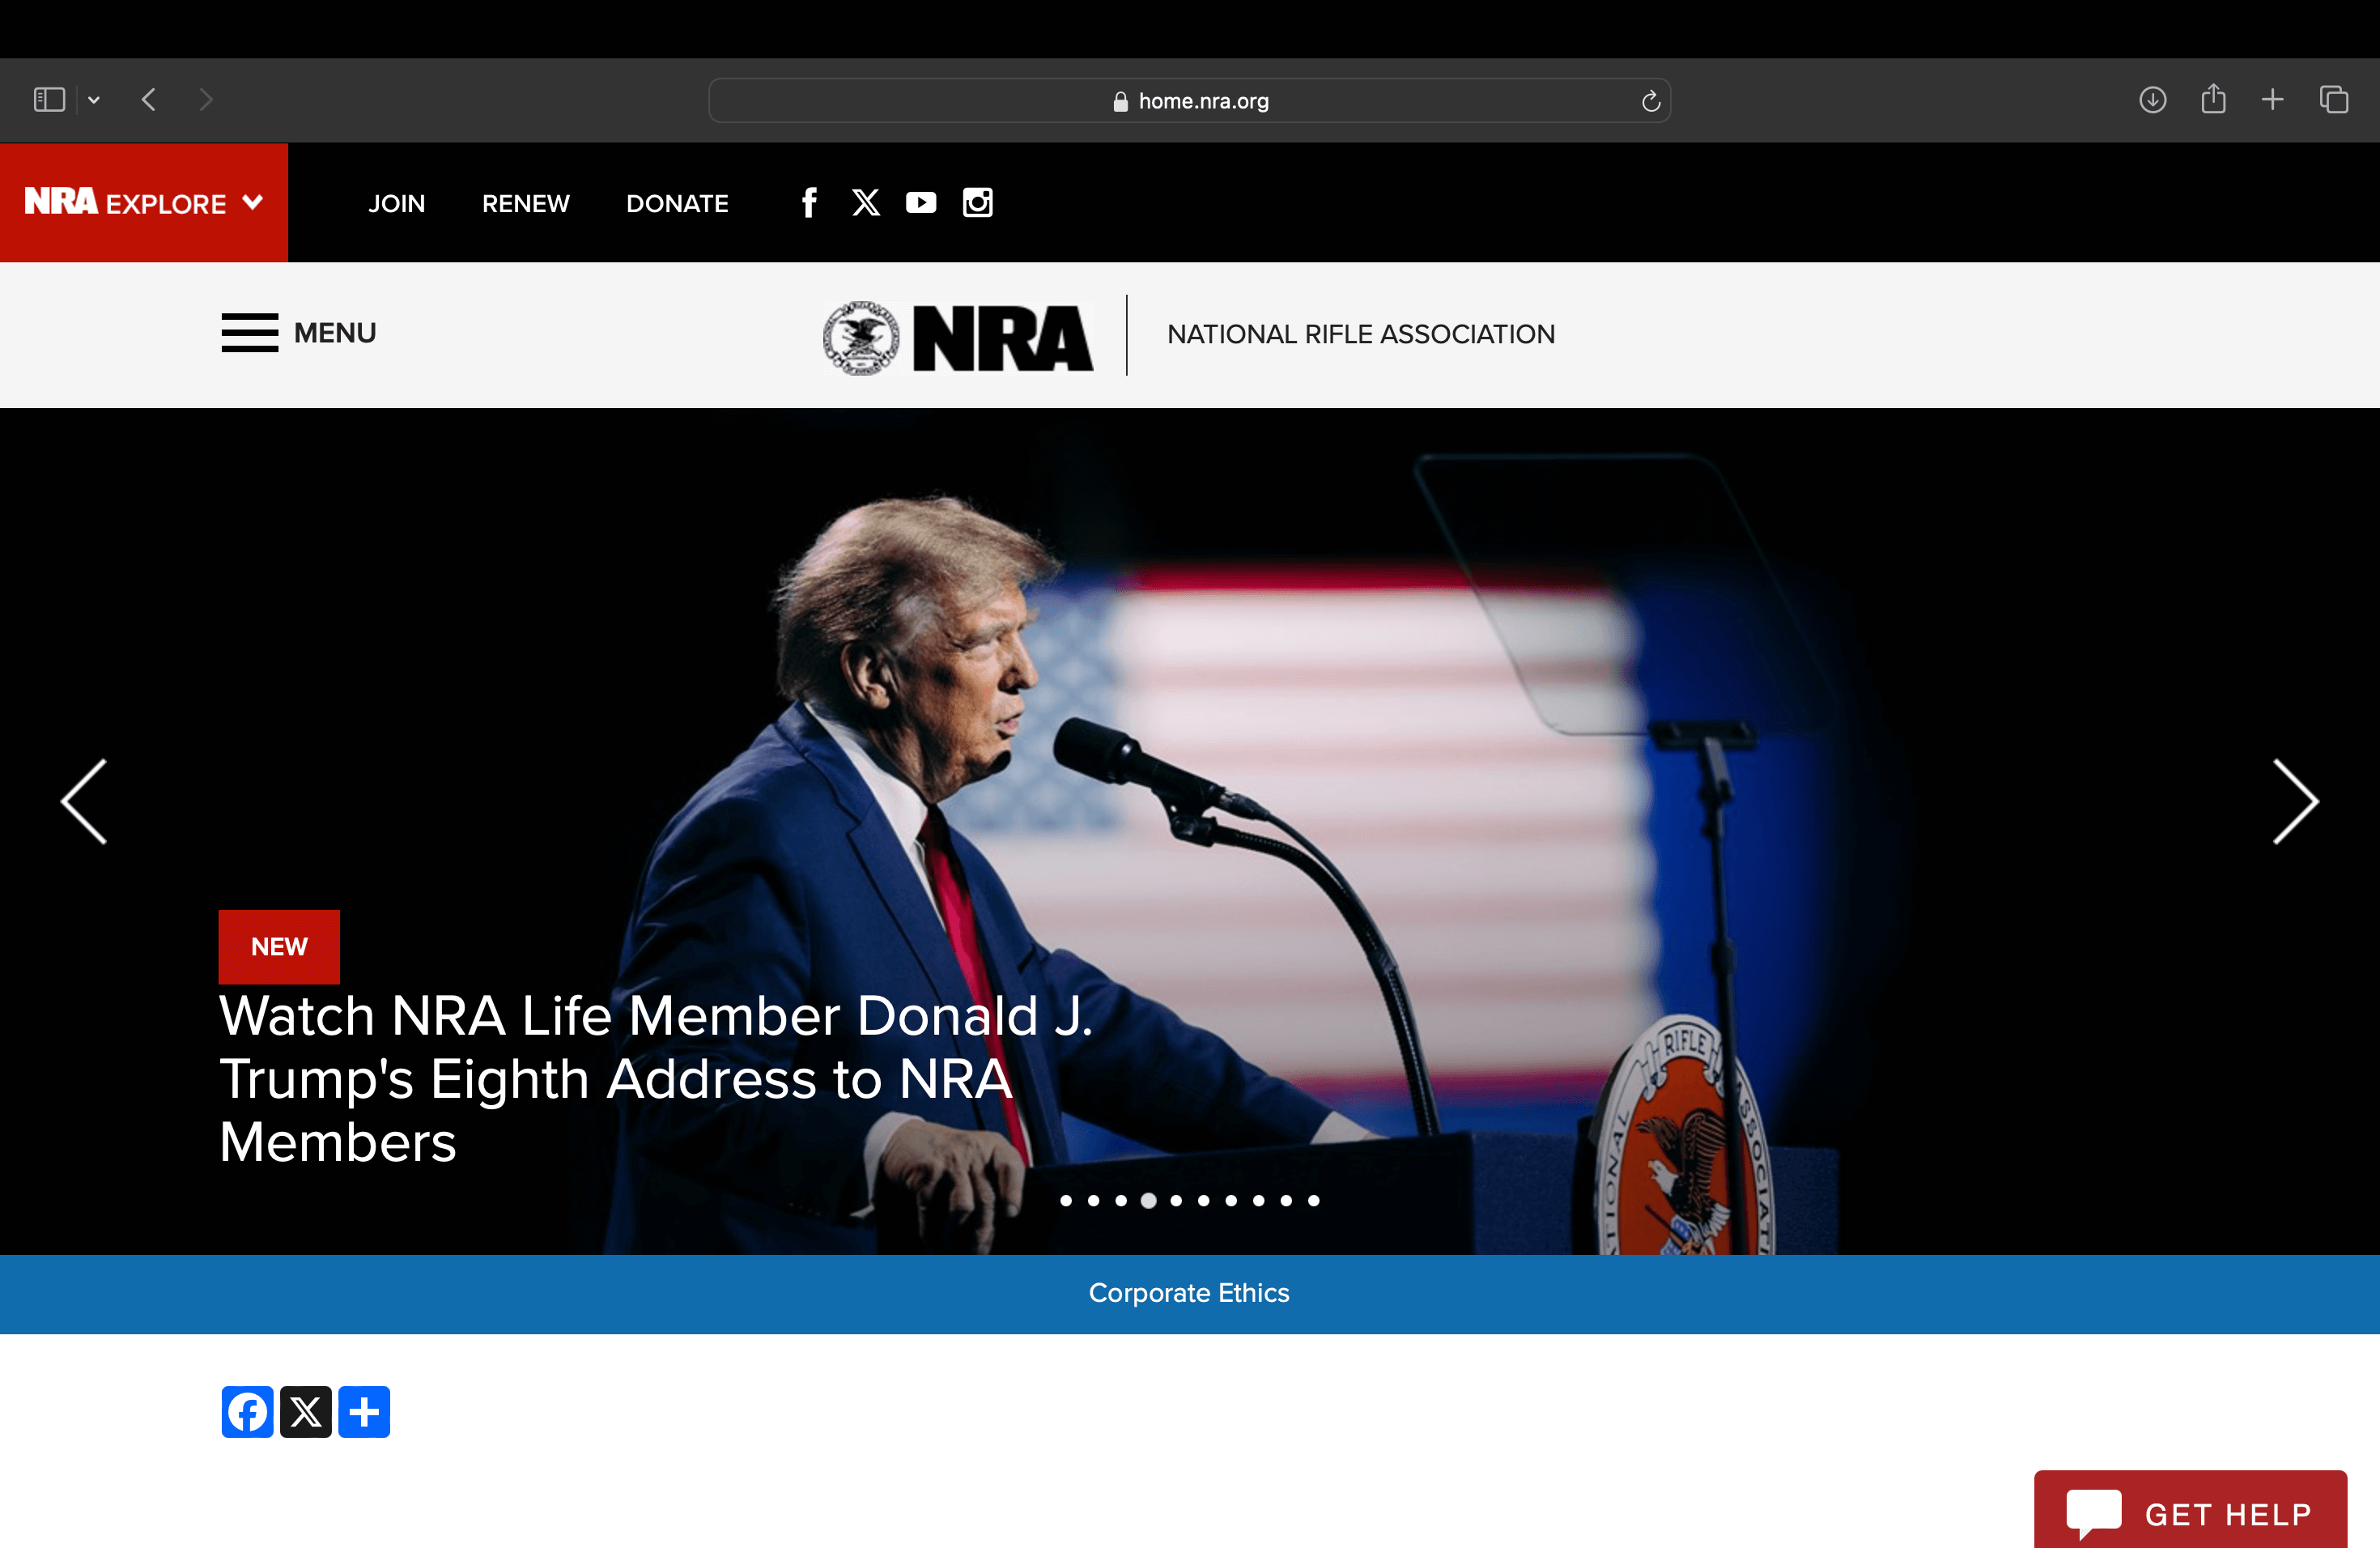 home.nra.org
NRA EXPLORE
JOIN
RENEW
DONATE
MENU
NRA
NATIONAL RIFLE ASSOCIATION
NEW
Watch NRA Life Member Donald J.
Trump's Eighth Address to NRA
Members
RIFLE
Corporate Ethics
GET HELP